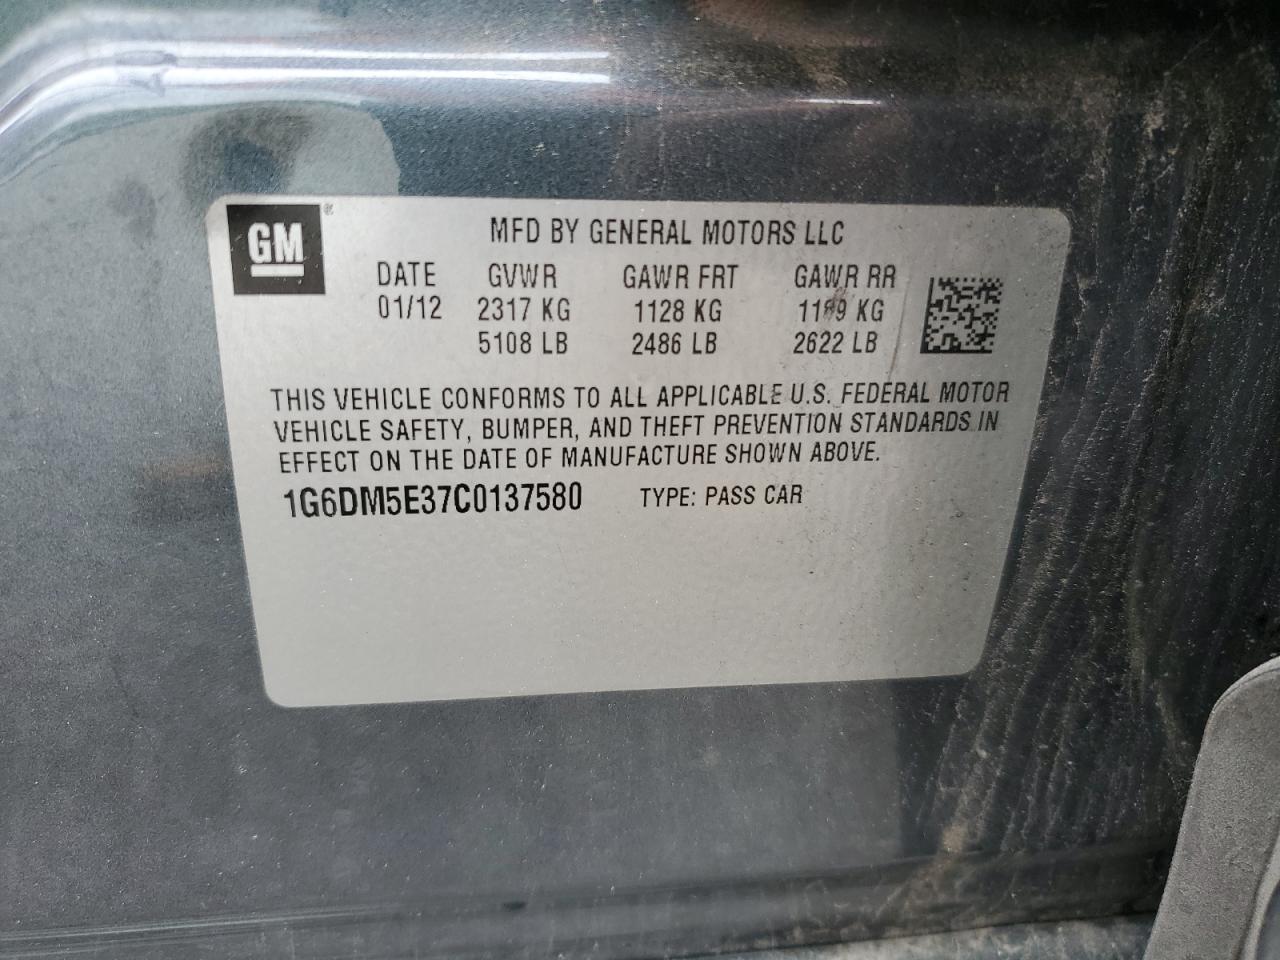 GM®
MFD BY GENERAL MOTORS LLC
DATE GVWR GAWR FRT GAWR RR
01/12 2317 KG 1128 KG 1189 KG
5108 LB 2486 LB 2622 LB
THIS VEHICLE CONFORMS TO ALL APPLICABLE U.S. FEDERAL MOTOR
VEHICLE SAFETY, BUMPER, AND THEFT PREVENTION STANDARDS IN
EFFECT ON THE DATE OF MANUFACTURE SHOWN ABOVE.
1G6DM5E37C0137580 TYPE: PASS CAR